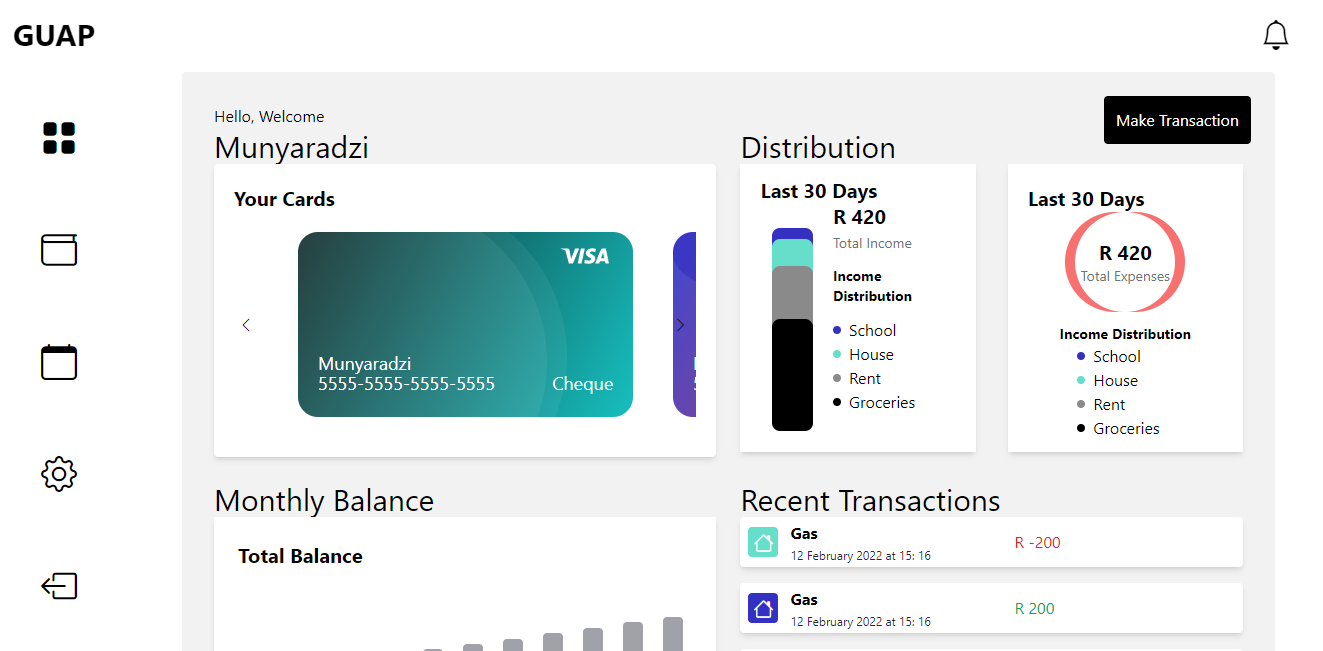 GUAP
Hello, Welcome
Munyaradzi
Make Transaction
Your Cards
VISA
Munyaradzi
5555-5555-5555-5555
Cheque
Distribution
Last 30 Days
R 420
Total Income
Income
Distribution
School
House
Rent
Groceries
Last 30 Days
R 420
Total Expenses
Income Distribution
School
House
Rent
Groceries
Monthly Balance
Total Balance
Recent Transactions
Gas
12 February 2022 at 15: 16
R -200
Gas
12 February 2022 at 15: 16
R 200